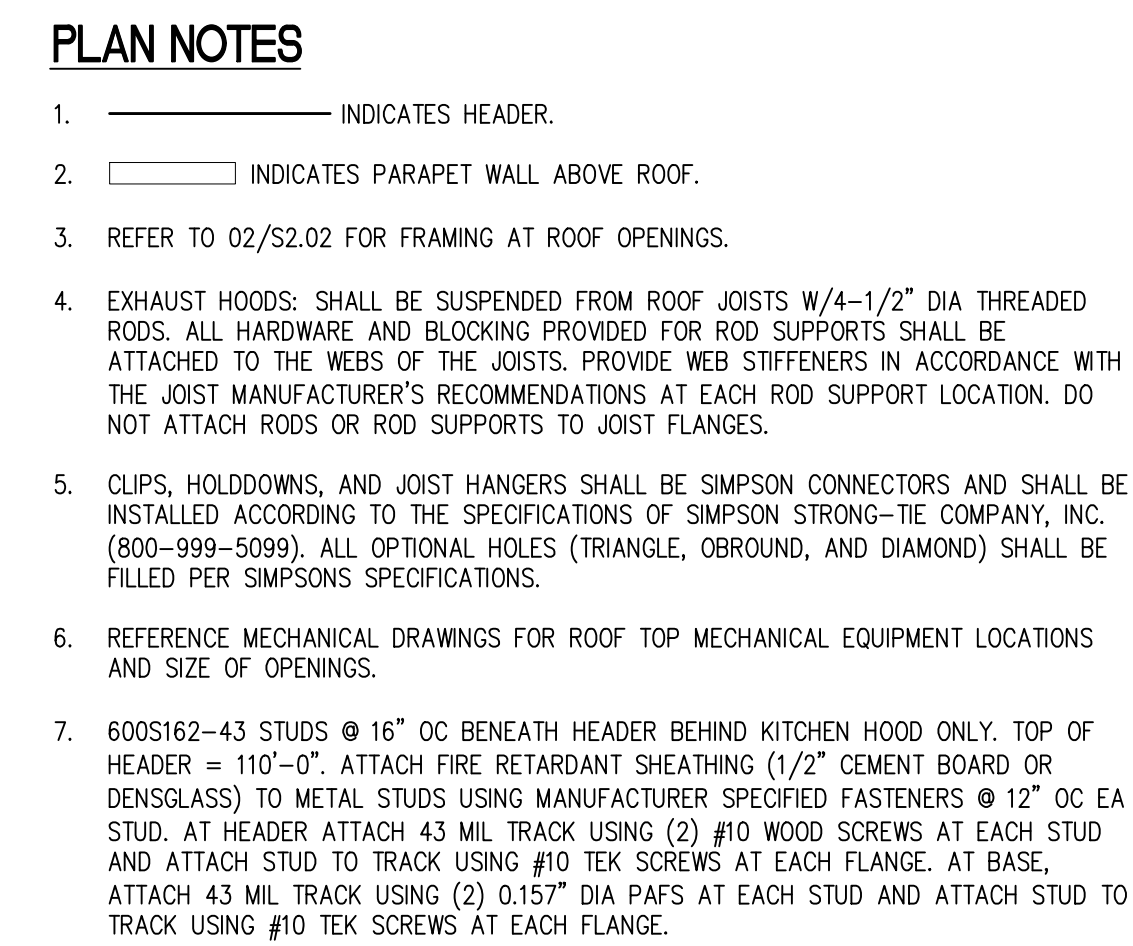 PLAN NOTES
1. INDICATES HEADER.
2. INDICATES PARAPET WALL ABOVE ROOF.
3. REFER TO 02/S2.02 FOR FRAMING AT ROOF OPENINGS.
4. EXHAUST HOODS: SHALL BE SUSPENDED FROM ROOF JOISTS W/4-1/2" DIA THREADED
RODS. ALL HARDWARE AND BLOCKING PROVIDED FOR ROD SUPPORTS SHALL BE
ATTACHED TO THE WEBS OF THE JOISTS. PROVIDE WEB STIFFENERS IN ACCORDANCE WITH
THE JOIST MANUFACTURER'S RECOMMENDATIONS AT EACH ROD SUPPORT LOCATION. DO
NOT ATTACH RODS OR ROD SUPPORTS TO JOIST FLANGES.
5. CLIPS, HOLDDOWNS, AND JOIST HANGERS SHALL BE SIMPSON CONNECTORS AND SHALL BE
INSTALLED ACCORDING TO THE SPECIFICATIONS OF SIMPSON STRONG-TIE COMPANY, INC.
(800-999-5099). ALL OPTIONAL HOLES (TRIANGLE, OBROUND, AND DIAMOND) SHALL BE
FILLED PER SIMPSONS SPECIFICATIONS.
6. REFERENCE MECHANICAL DRAWINGS FOR ROOF TOP MECHANICAL EQUIPMENT LOCATIONS
AND SIZE OF OPENINGS.
7. 600S162-43 STUDS @ 16" OC BENEATH HEADER BEHIND KITCHEN HOOD ONLY. TOP OF
HEADER = 110'-0". ATTACH FIRE RETARDANT SHEATHING (1/2" CEMENT BOARD OR
DENSGLASS) TO METAL STUDS USING MANUFACTURER SPECIFIED FASTENERS @ 12" OC EA
STUD. AT HEADER ATTACH 43 MIL TRACK USING (2) #10 WOOD SCREWS AT EACH STUD
AND ATTACH STUD TO TRACK USING #10 TEK SCREWS AT EACH FLANGE. AT BASE,
ATTACH 43 MIL TRACK USING (2) 0.157" DIA PAFS AT EACH STUD AND ATTACH STUD TO
TRACK USING #10 TEK SCREWS AT EACH FLANGE.